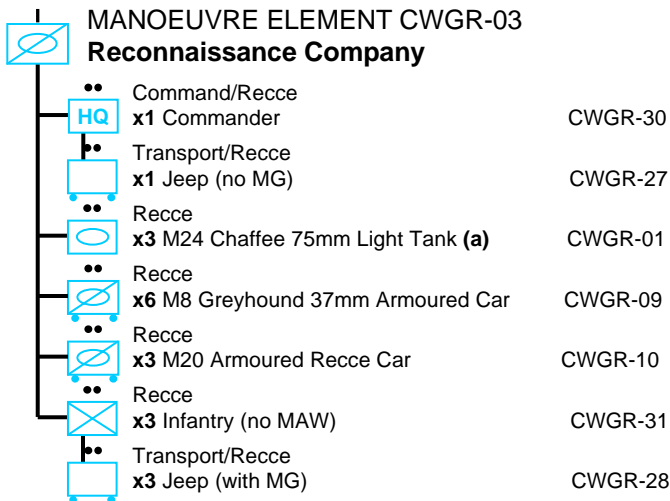 MANOEUVRE ELEMENT CWGR-03
Reconnaissance Company
Command/Recce
HQ x1 Commander CWGR-30
Transport/Recce
x1 Jeep (no MG) CWGR-27
Recce
x3 M24 Chaffee 75mm Light Tank (a) CWGR-01
Recce
x6 M8 Greyhound 37mm Armoured Car CWGR-09
Recce
x3 M20 Armoured Recce Car CWGR-10
Recce
x3 Infantry (no MAW) CWGR-31
Transport/Recce
x3 Jeep (with MG) CWGR-28